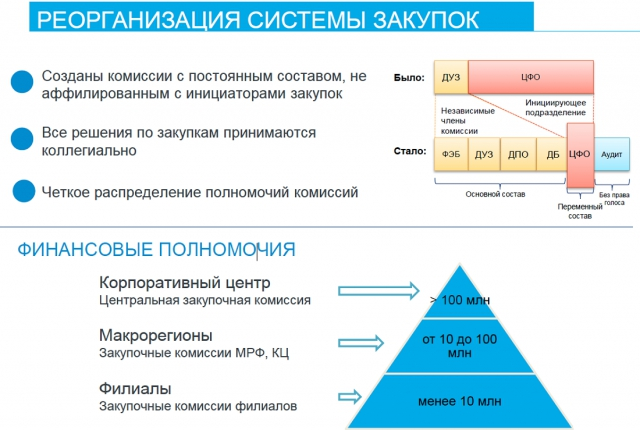 РЕОРГАНИЗАЦИЯ СИСТЕМЫ ЗАКУПОК
Созданы комиссии с постоянным составом, не
аффилированным с инициаторами закупок
Все решения по закупкам принимаются
коллегиально
Четкое распределение полномочий комиссий
Было:
ДУЗ
ЦФО
Независимые
члены
комиссии
Инициирующее
подразделение
Стало:
ФЭБ
ДУЗ
ДПО
ДБ
ЦФО
Аудит
Основной состав
Переменный
состав
Без права
голоса
ФИНАНСОВЫЕ ПОЛНОМОЧИЯ
Корпоративный центр
Центральная закупочная комиссия
> 100 млн
Макрорегионы
Закупочные комиссии МРФ, КЦ
от 10 до 100
млн
Филиалы
Закупочные комиссии филиалов
менее 10 млн